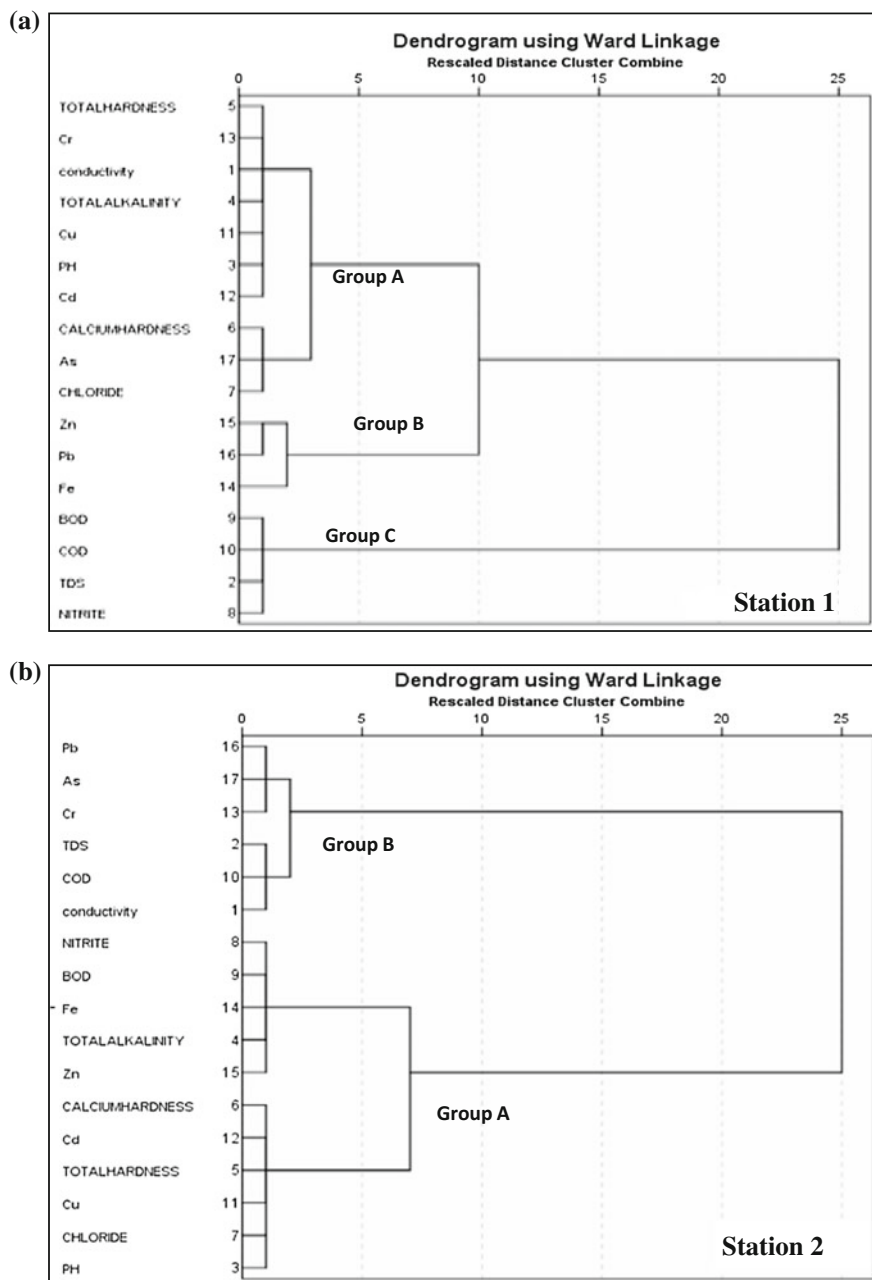 (a)
Dendrogram using Ward Linkage
Rescaled Distance Cluster Combine
0 5 10 15 20 25
TOTALHARDNESS 5
Cr 13
conductivity 1
TOTALALKALINITY 4
Cu 11
PH 3
Group A
Cd 12
CALCIUMHARDNESS 6
As 17
CHLORIDE 7
Zn 15
Group B
Pb 16
Fe 14
BOD 9
Group C
COD 10
TDS 2
Station 1
NITRITE 8
(b)
Dendrogram using Ward Linkage
Rescaled Distance Cluster Combine
0 5 10 15 20 25
Pb 16
As 17
Cr 13
TDS 2
Group B
COD 10
conductivity 1
NITRITE 8
BOD 9
Fe 14
TOTALALKALINITY 4
Zn 15
CALCIUMHARDNESS 6
Group A
Cd 12
TOTALHARDNESS 5
Cu 11
CHLORIDE 7
Station 2
PH 3